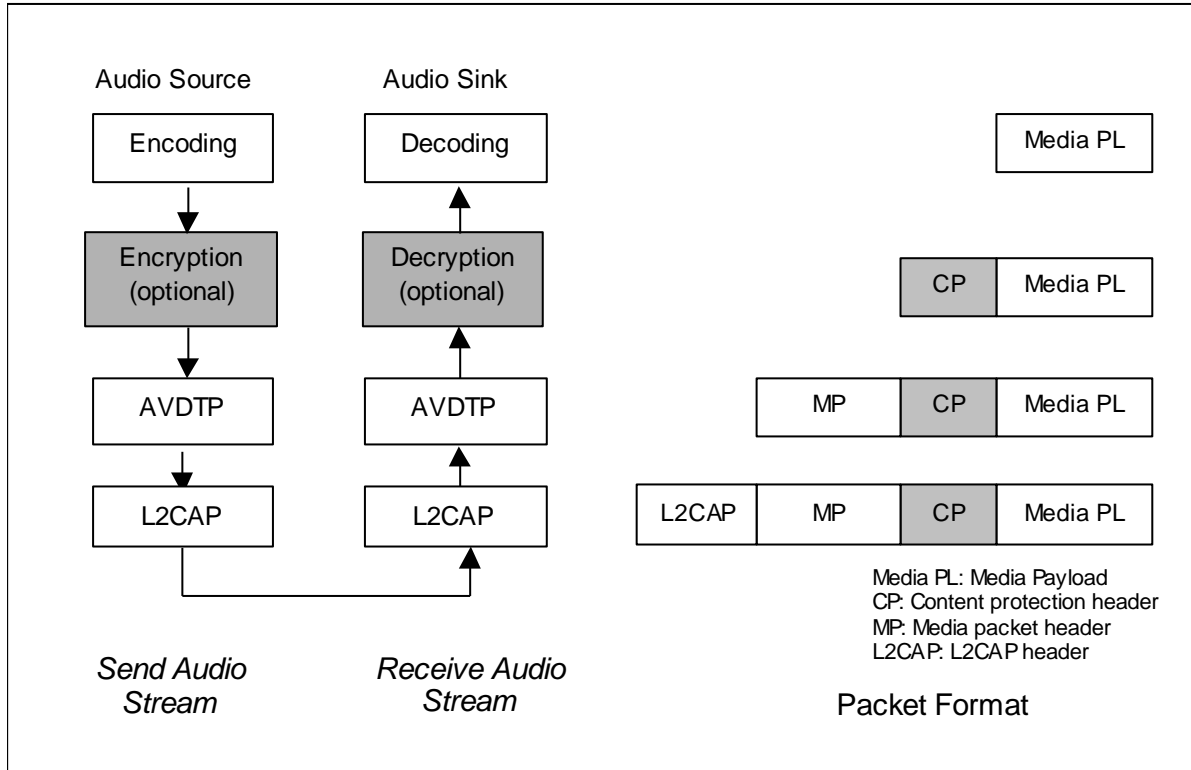 Audio Source
Audio Sink
Encoding
Decoding
Media PL
Encryption
(optional)
Decryption
(optional)
CP
Media PL
AVDTP
AVDTP
MP
CP
Media PL
L2CAP
L2CAP
L2CAP
MP
CP
Media PL
Media PL: Media Payload
CP: Content protection header
MP: Media packet header
L2CAP: L2CAP header
Send Audio
Stream
Receive Audio
Stream
Packet Format